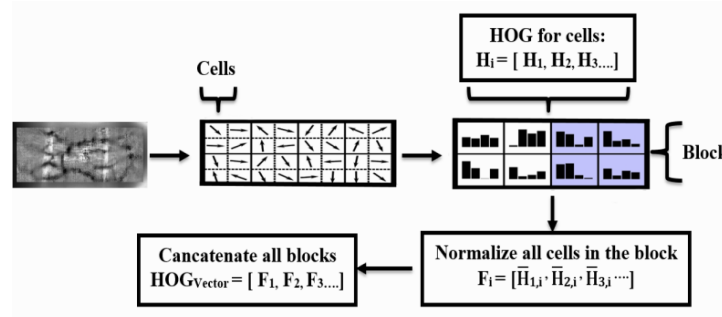 HOG for cells:
Hi = [ H1, H2, H3.... ]
Cells
Block
Normalize all cells in the block
Fi = [H̅1,i, H̅2,i, H̅3,i ....]
Cancatenate all blocks
HOGVector = [ F1, F2, F3.... ]